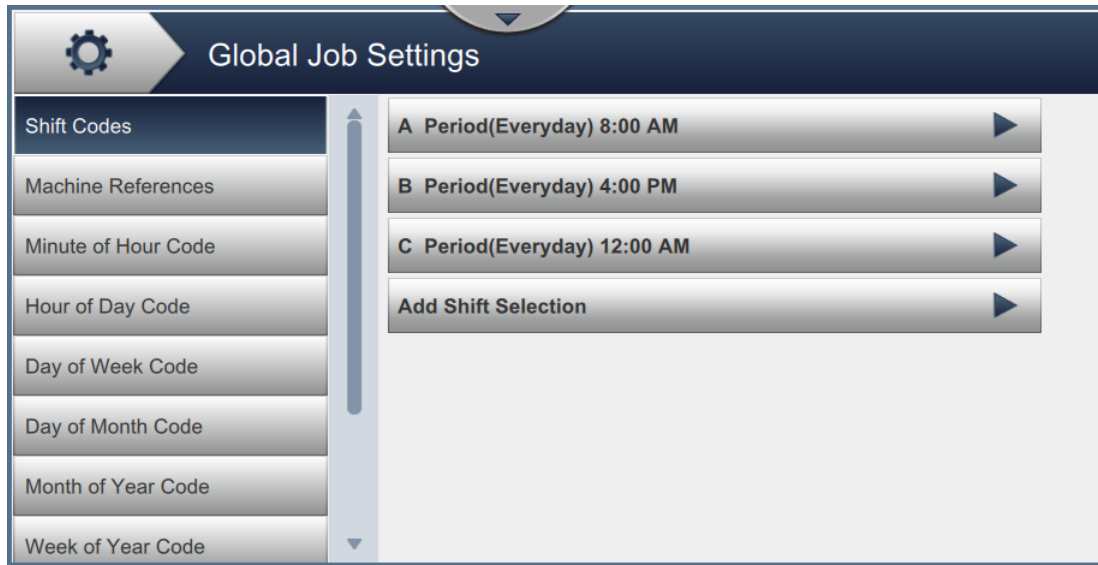 Global Job Settings
Shift Codes
Machine References
Minute of Hour Code
Hour of Day Code
Day of Week Code
Day of Month Code
Month of Year Code
Week of Year Code
A Period(Everyday) 8:00 AM
B Period(Everyday) 4:00 PM
C Period(Everyday) 12:00 AM
Add Shift Selection